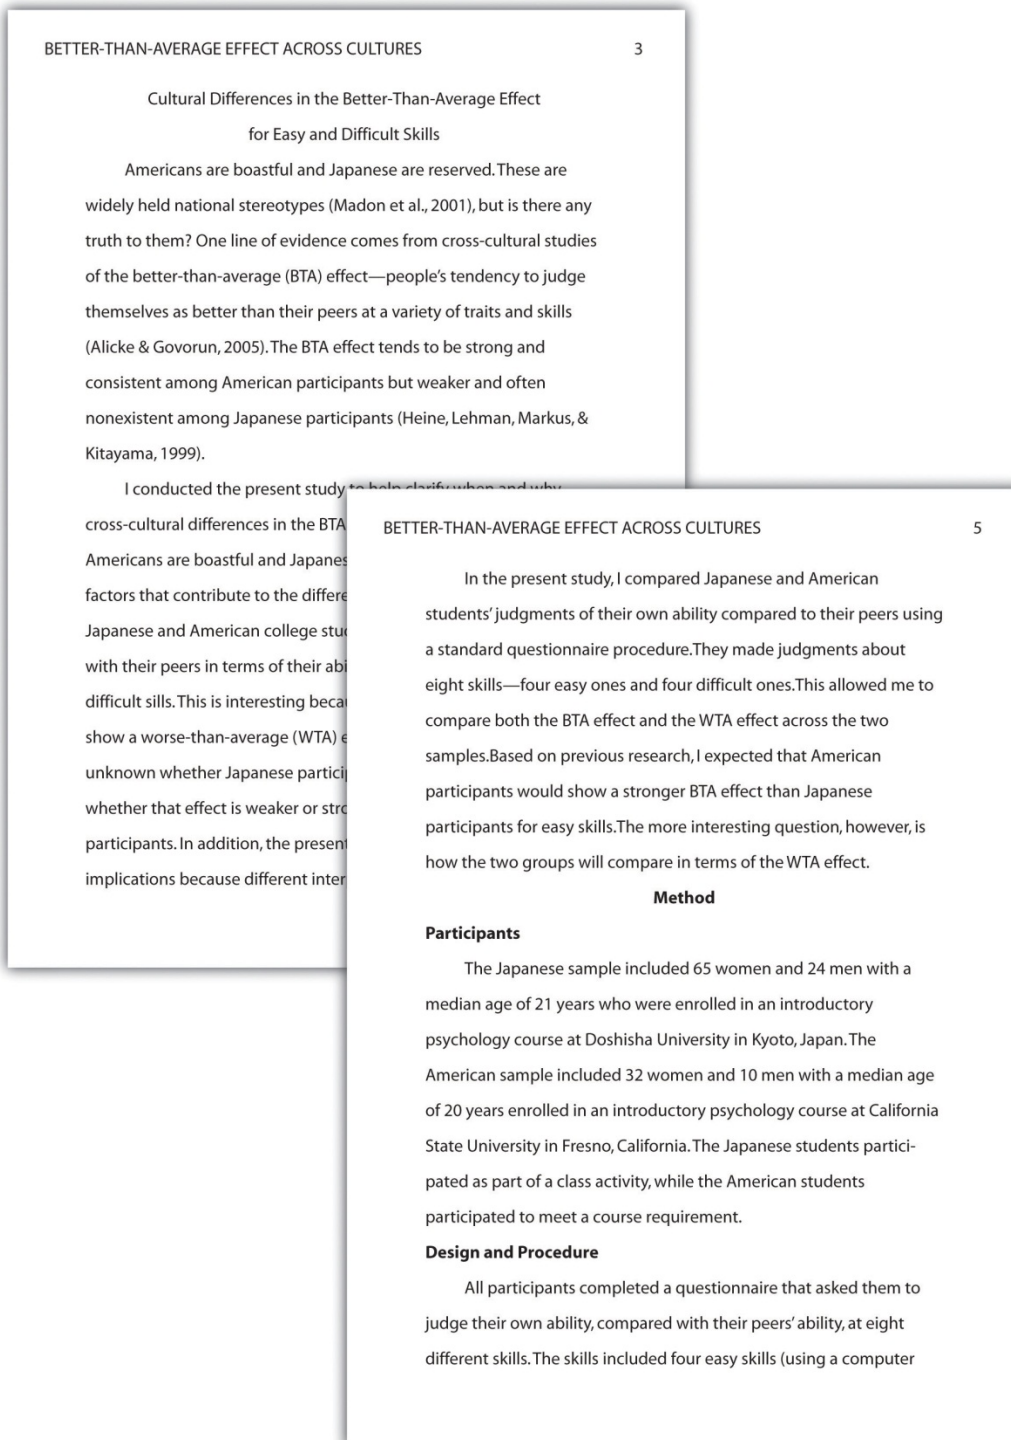 BETTER-THAN-AVERAGE EFFECT ACROSS CULTURES 3
Cultural Differences in the Better-Than-Average Effect
for Easy and Difficult Skills
Americans are boastful and Japanese are reserved. These are
widely held national stereotypes (Madon et al., 2001), but is there any
truth to them? One line of evidence comes from cross-cultural studies
of the better-than-average (BTA) effect—people's tendency to judge
themselves as better than their peers at a variety of traits and skills
(Alicke & Govorun, 2005). The BTA effect tends to be strong and
consistent among American participants but weaker and often
nonexistent among Japanese participants (Heine, Lehman, Markus, &
Kitayama, 1999).
I conducted the present study to help clarify when and why
cross-cultural differences in the BTA
Americans are boastful and
factors that contribute to the
Japanese and American college
with their peers in terms of their
difficult sills. This is interesting
show a worse-than-average (WTA)
unknown whether Japanese
whether that effect is weaker or
participants. In addition, the present
implications because different
BETTER-THAN-AVERAGE EFFECT ACROSS CULTURES 5
In the present study, I compared Japanese and American
students' judgments of their own ability compared to their peers using
a standard questionnaire procedure.They made judgments about
eight skills—four easy ones and four difficult ones.This allowed me to
compare both the BTA effect and the WTA effect across the two
samples.Based on previous research, I expected that American
participants would show a stronger BTA effect than Japanese
participants for easy skills.The more interesting question, however, is
how the two groups will compare in terms of the WTA effect.
Method
Participants
The Japanese sample included 65 women and 24 men with a
median age of 21 years who were enrolled in an introductory
psychology course at Doshisha University in Kyoto, Japan. The
American sample included 32 women and 10 men with a median age
of 20 years enrolled in an introductory psychology course at California
State University in Fresno, California. The Japanese students partici-
pated as part of a class activity, while the American students
participated to meet a course requirement.
Design and Procedure
All participants completed a questionnaire that asked them to
judge their own ability, compared with their peers' ability, at eight
different skills. The skills included four easy skills (using a computer